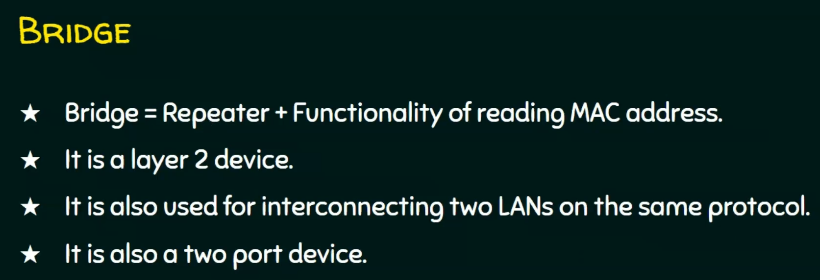 BRIDGE
★ Bridge = Repeater + Functionality of reading MAC address.
★ It is a layer 2 device.
★ It is also used for interconnecting two LANs on the same protocol.
★ It is also a two port device.